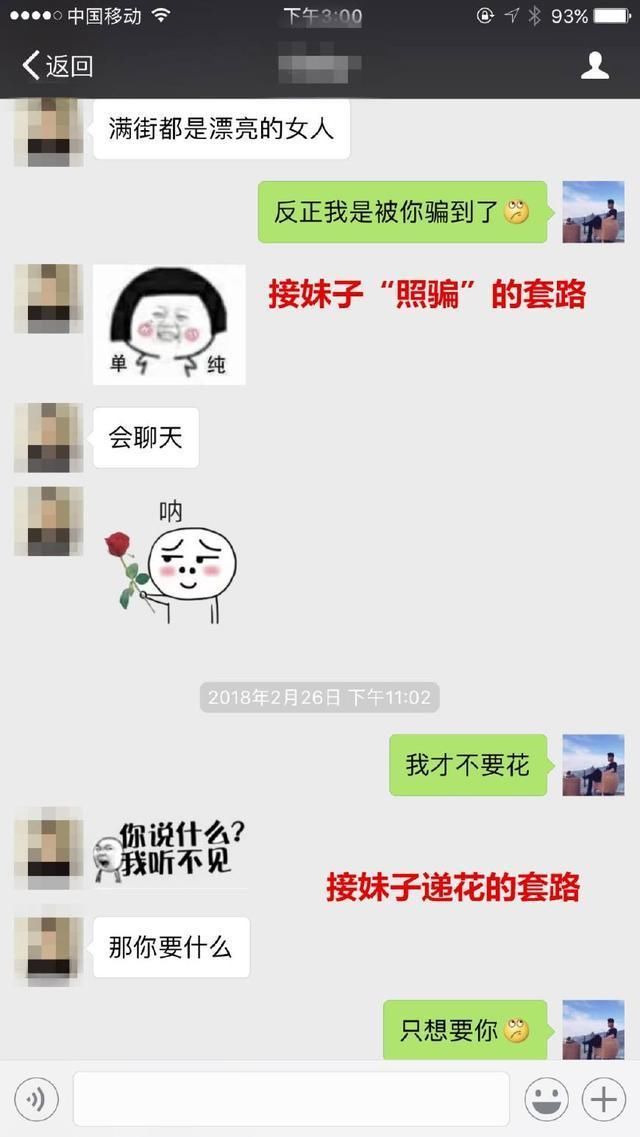 中国移动 下午3:00 93%
返回
满街都是漂亮的女人
反正我是被你骗到了
接妹子“照骗”的套路
单 纯
会聊天
呐
2018年2月26日 下午11:02
我才不要花
你说什么?
我听不见
接妹子递花的套路
那你要什么
只想要你